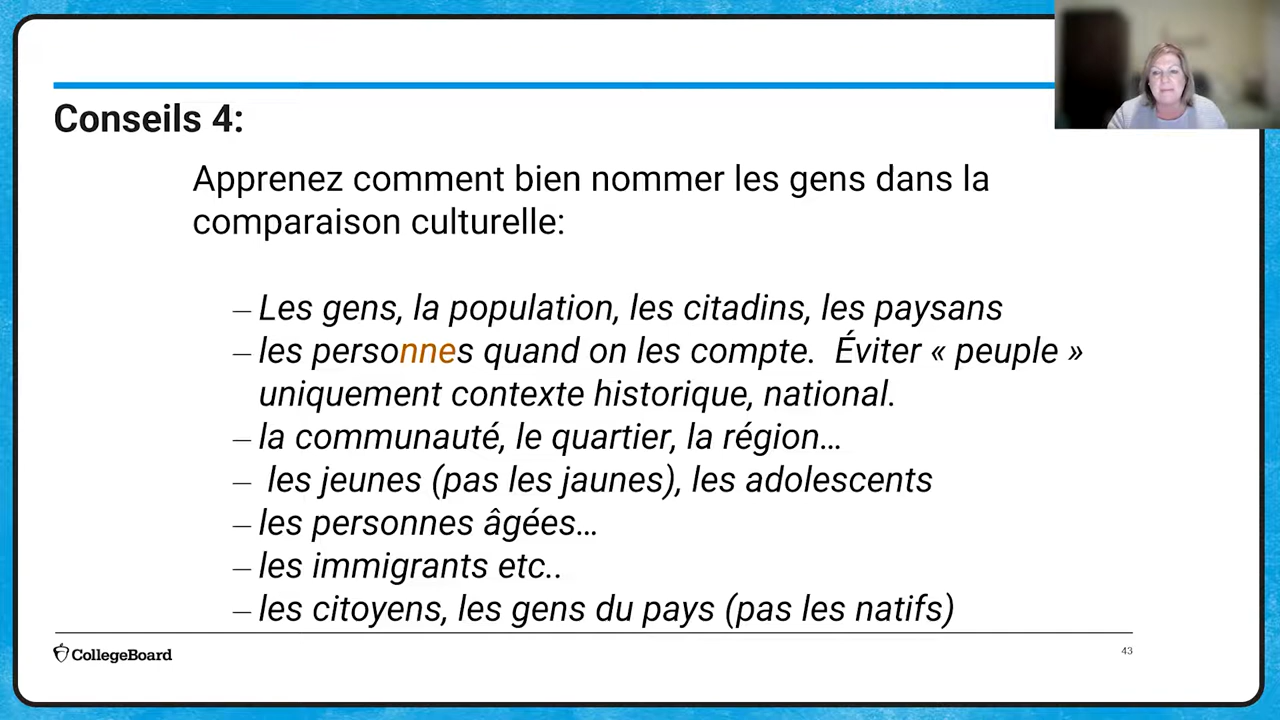 Conseils 4:
Apprenez comment bien nommer les gens dans la
comparaison culturelle:
– Les gens, la population, les citadins, les paysans
– les personnes quand on les compte.  Éviter « peuple »
uniquement contexte historique, national.
– la communauté, le quartier, la région…
– les jeunes (pas les jaunes), les adolescents
– les personnes âgées…
– les immigrants etc..
– les citoyens, les gens du pays (pas les natifs)
CollegeBoard
43